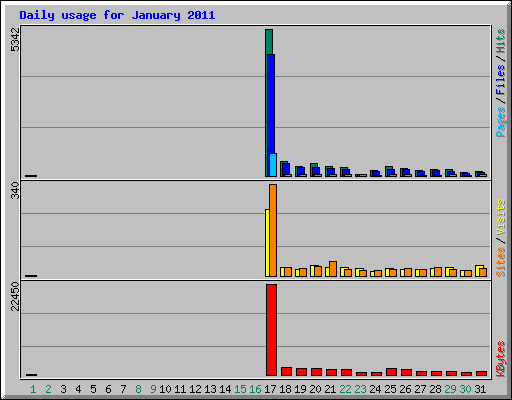 Daily usage for January 2011
5342
Pages / Files / Hits
340
Sites / Visits
22450
KBytes
1 2 3 4 5 6 7 8 9 10 11 12 13 14 15 16 17 18 19 20 21 22 23 24 25 26 27 28 29 30 31